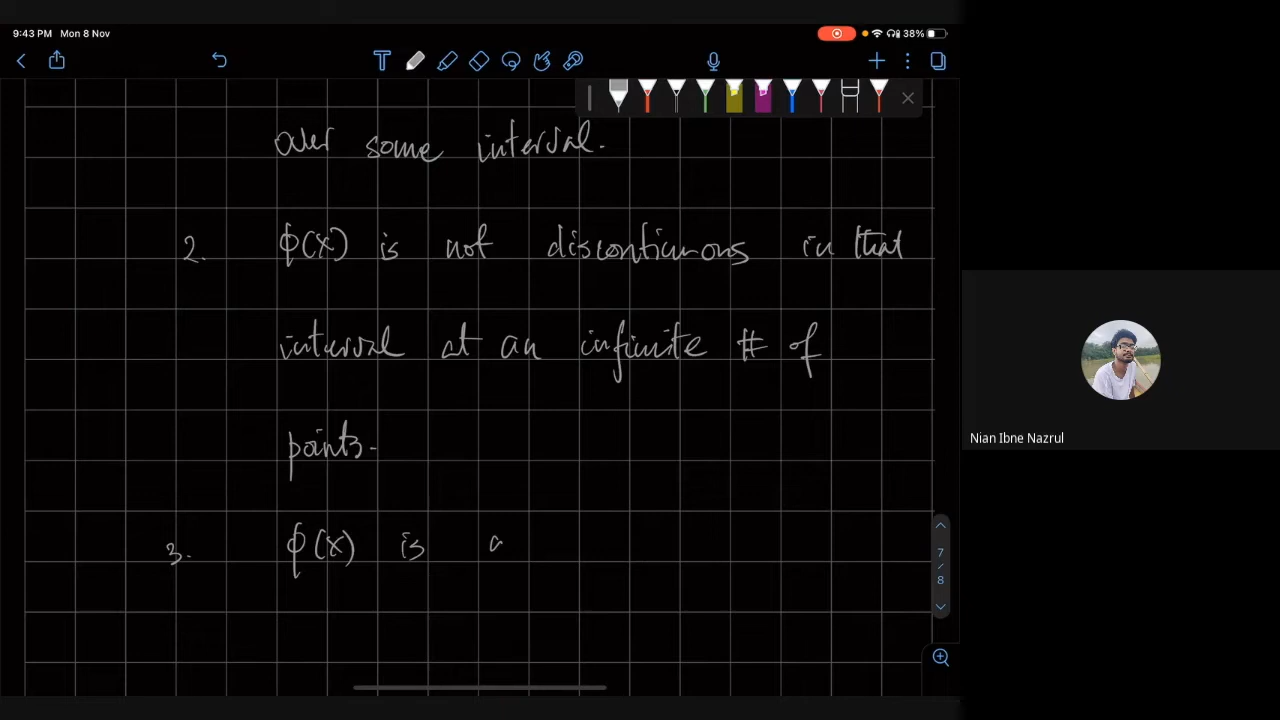 9:43 PM Mon 8 Nov
38%
over some interval.
2. ϕ(x) is not discontinuous in that
interval at an infinite # of
points.
3. ϕ(x) is a
7
/
8
Nian Ibne Nazrul